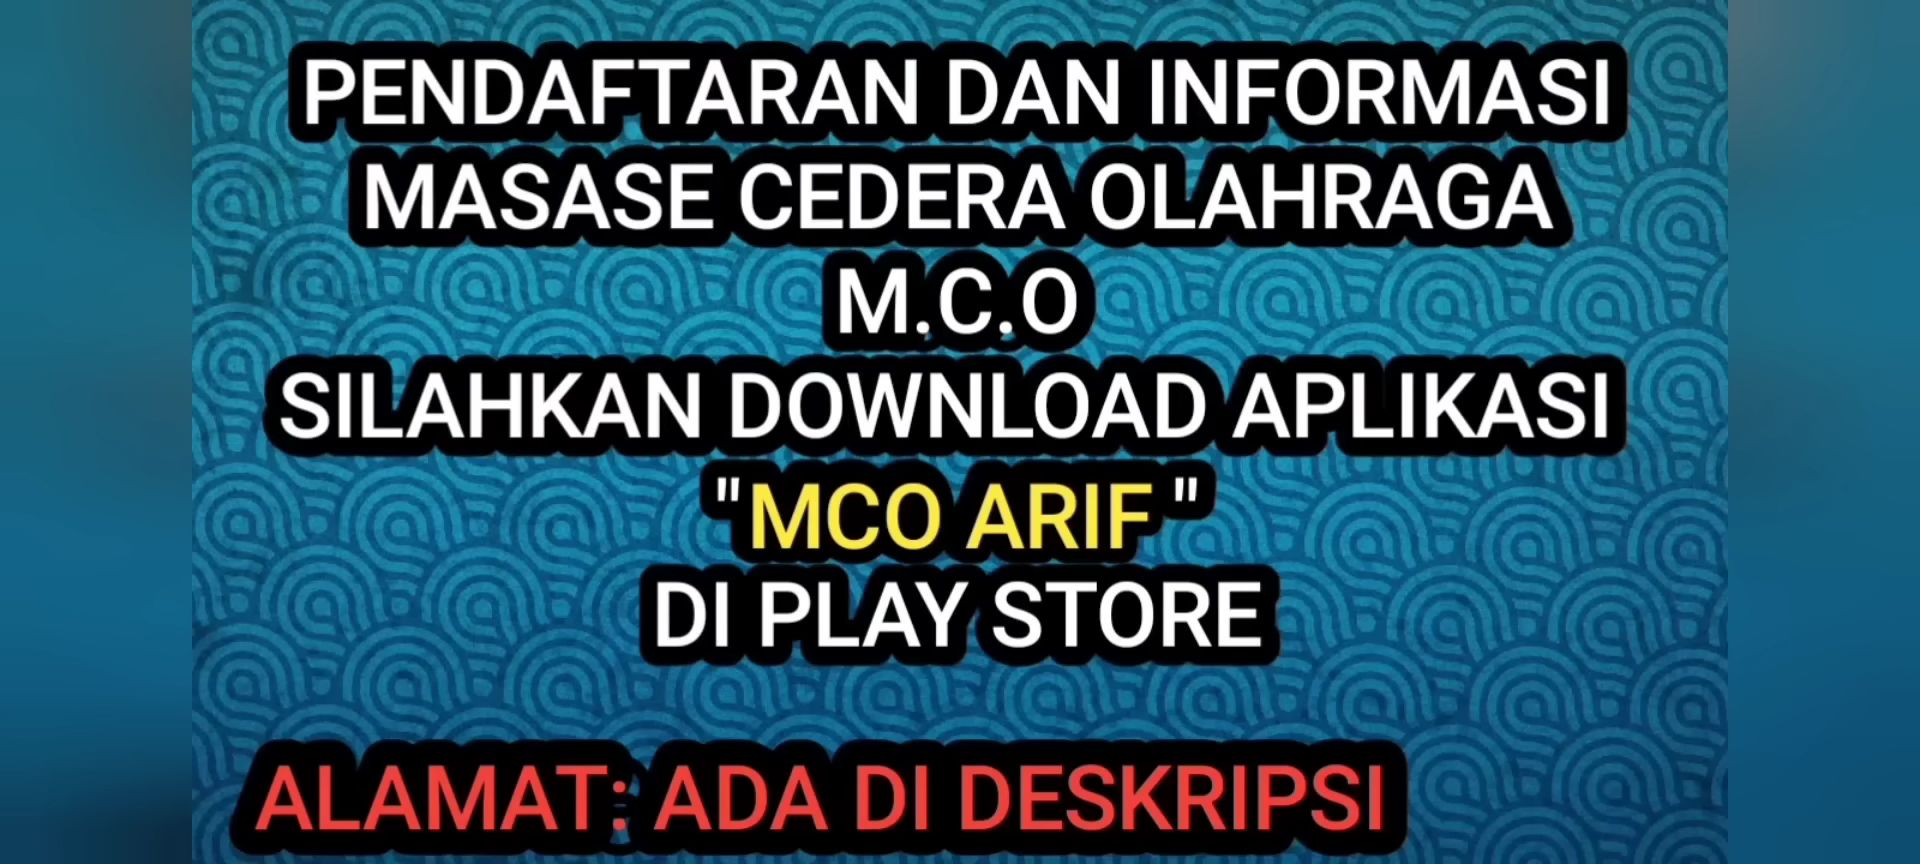 PENDAFTARAN DAN INFORMASI
MASASE CEDERA OLAHRAGA
M.C.O
SILAHKAN DOWNLOAD APLIKASI
"MCO ARIF"
DI PLAY STORE
ALAMAT: ADA DI DESKRIPSI